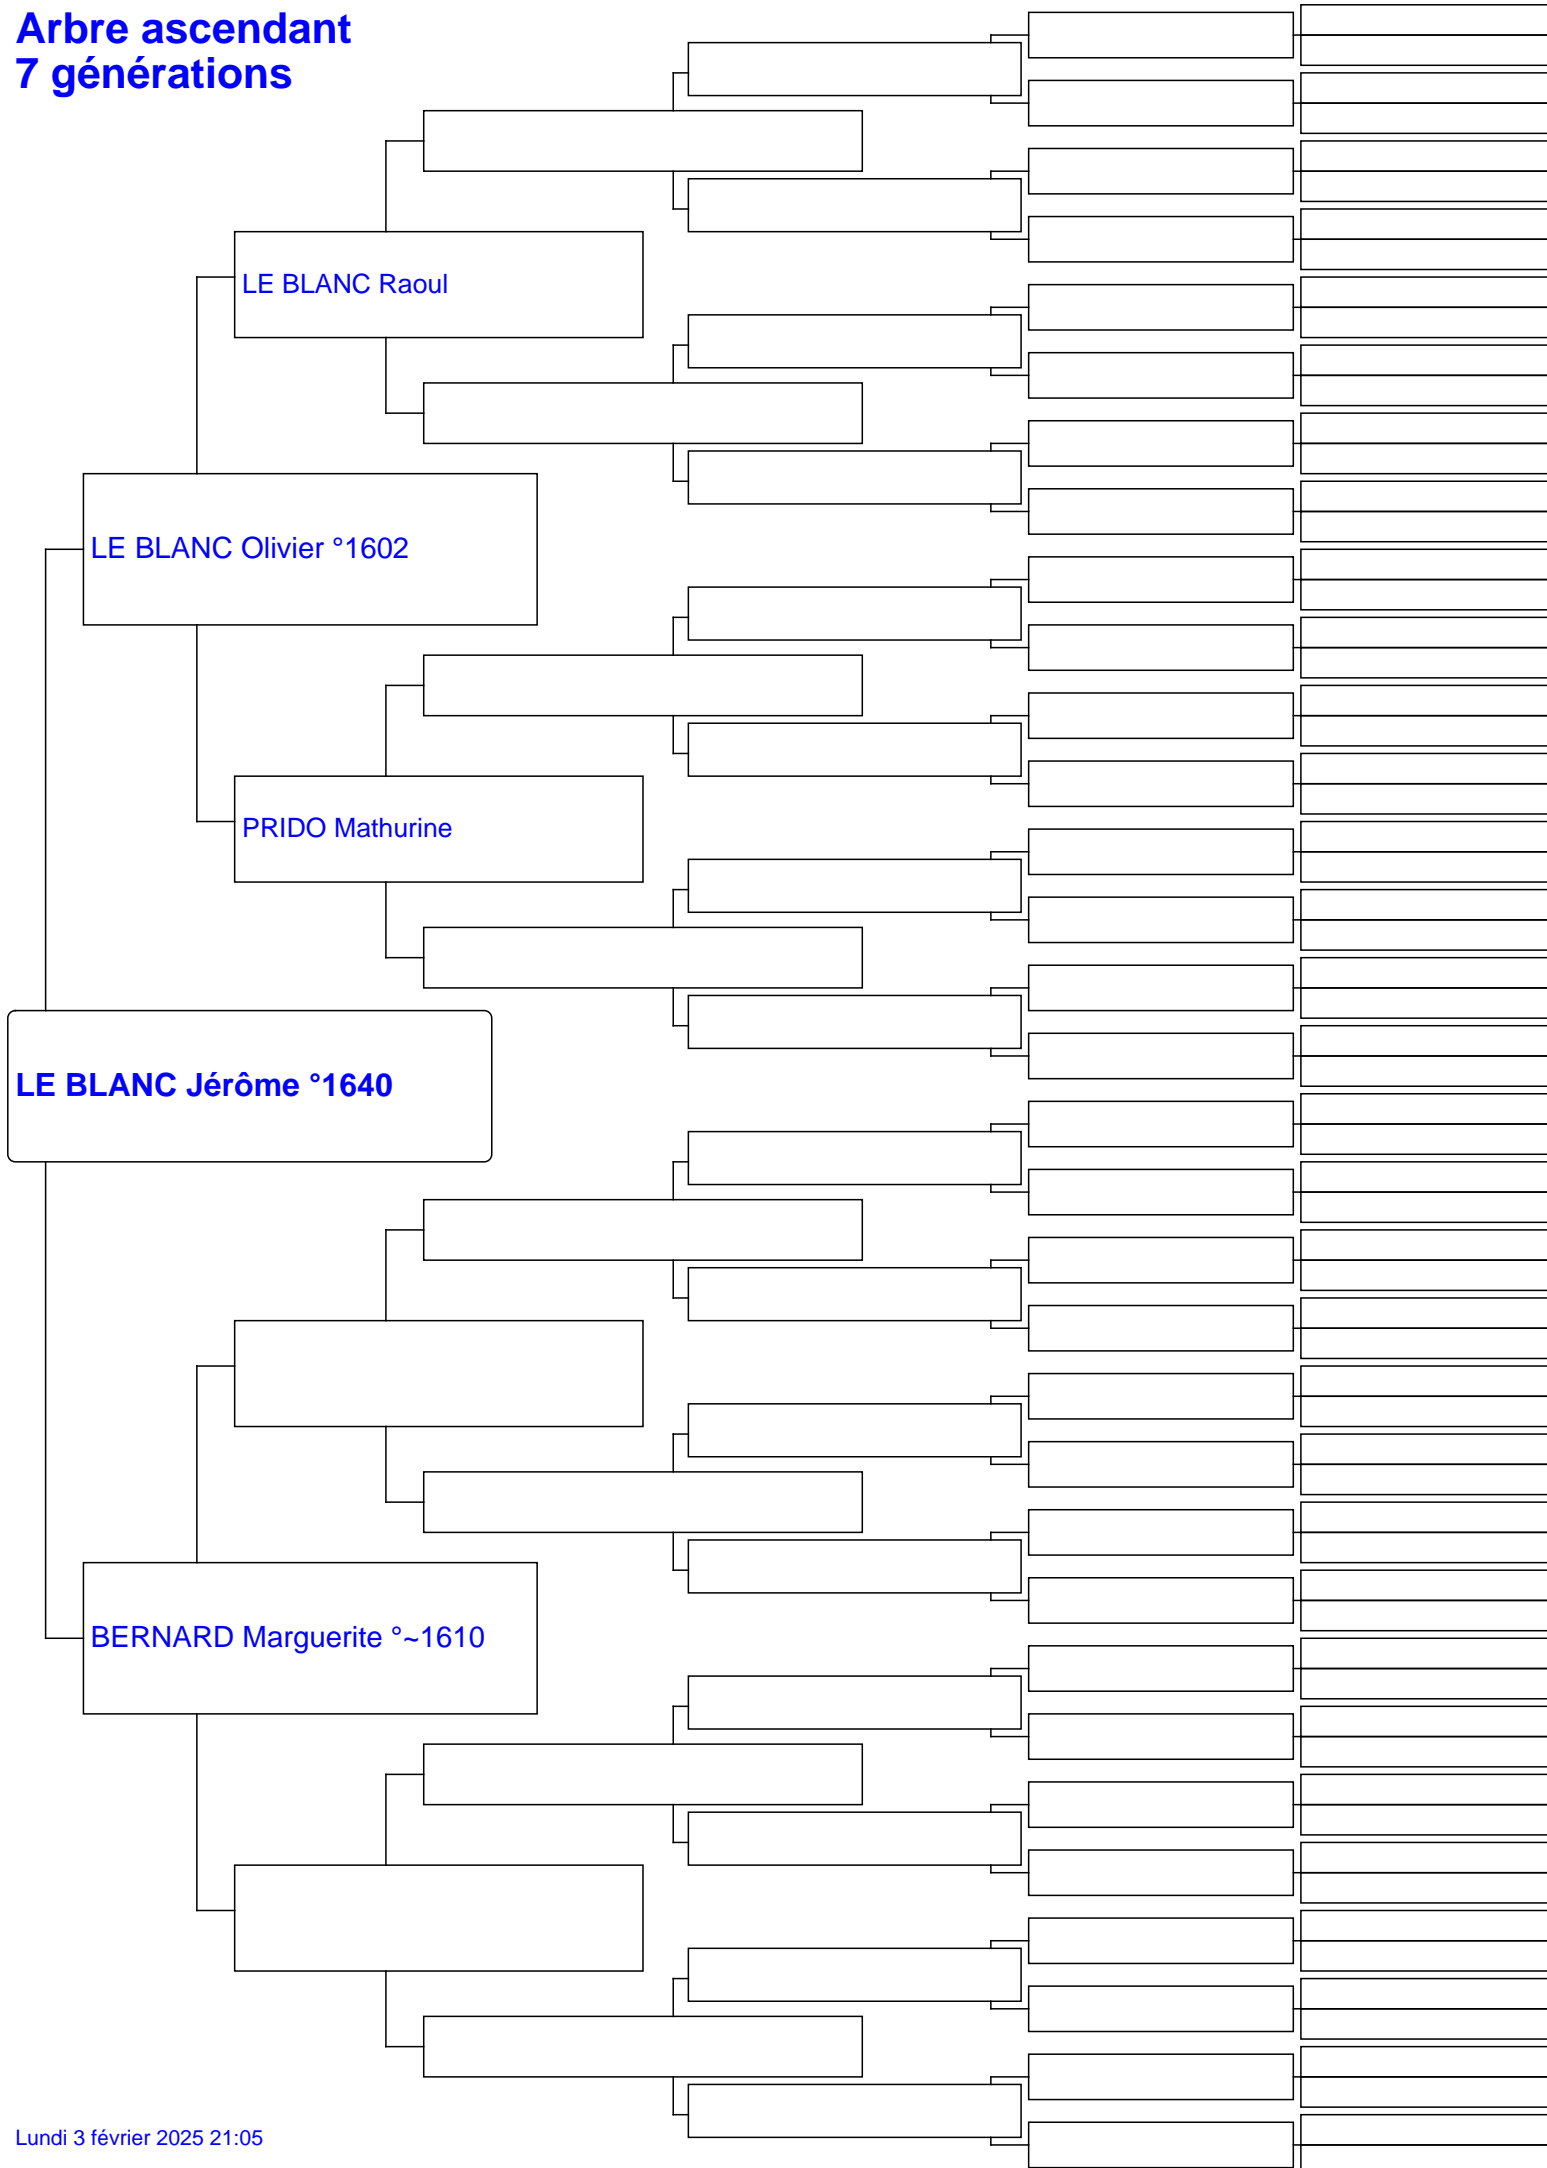 Arbre ascendant
7 générations
LE BLANC Raoul
LE BLANC Olivier °1602
PRIDO Mathurine
LE BLANC Jérôme °1640
BERNARD Marguerite °~1610
Lundi 3 février 2025 21:05